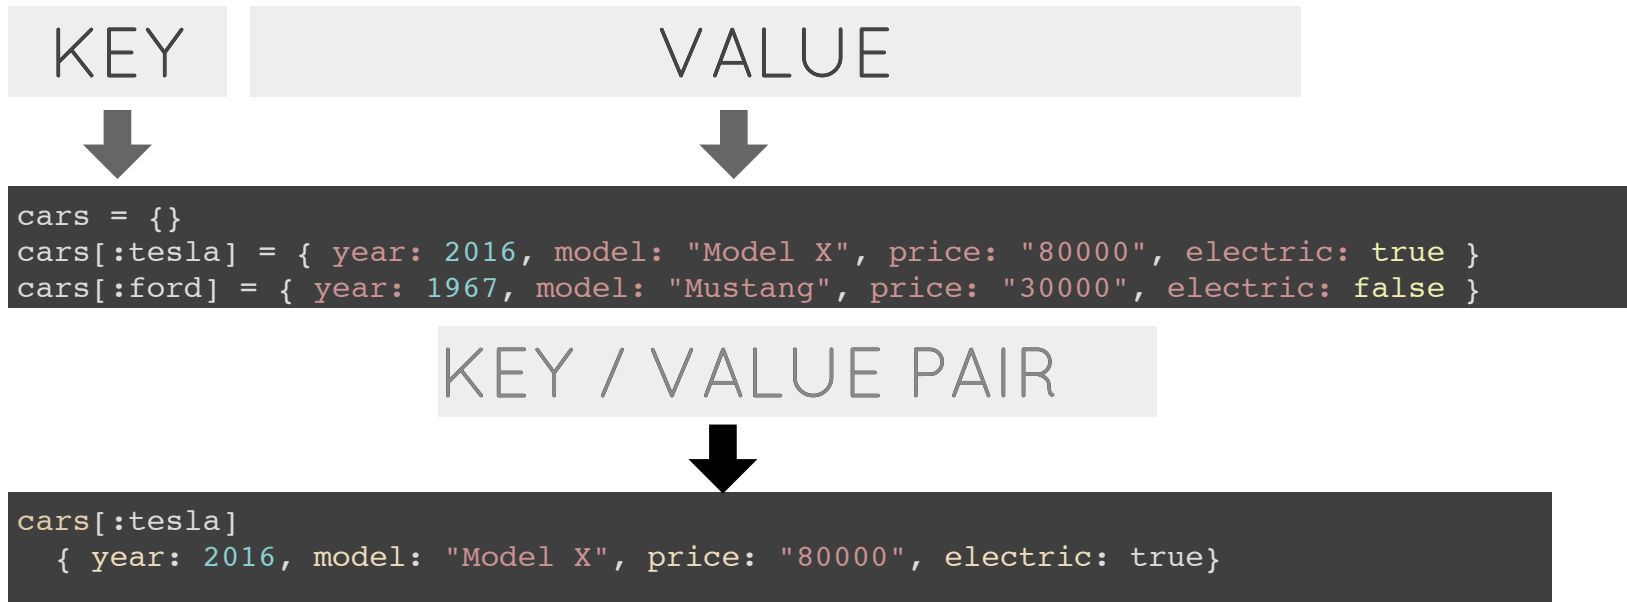 KEY
VALUE
cars = {}
cars[:tesla] = { year: 2016, model: "Model X", price: "80000", electric: true }
cars[:ford] = { year: 1967, model: "Mustang", price: "30000", electric: false }
KEY / VALUE PAIR
cars[:tesla]
  { year: 2016, model: "Model X", price: "80000", electric: true}